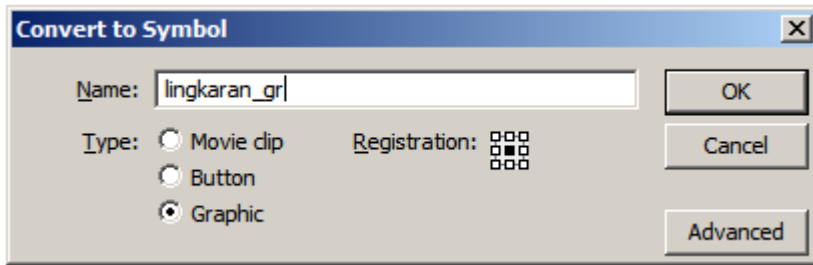 Convert to Symbol
Name: lingkaran_gr OK
Type: Movie clip Registration: Cancel
Button
Graphic
Advanced